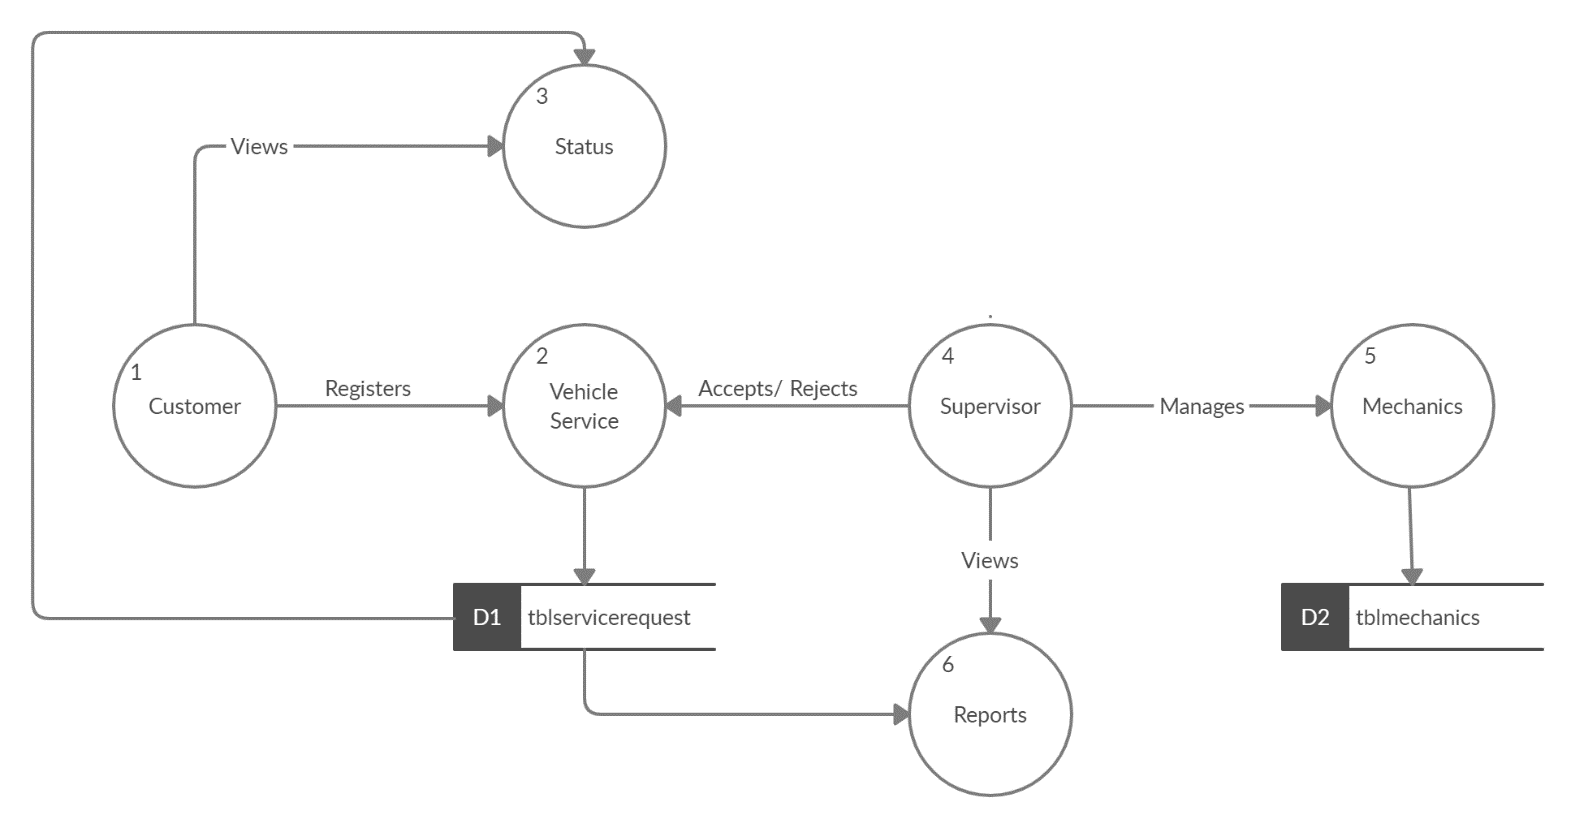 3
Status
Views
1
Customer
Registers
2
Vehicle
Service
Accepts/ Rejects
4
Supervisor
Manages
5
Mechanics
Views
D1 tblservicerequest
D2 tblmechanics
6
Reports